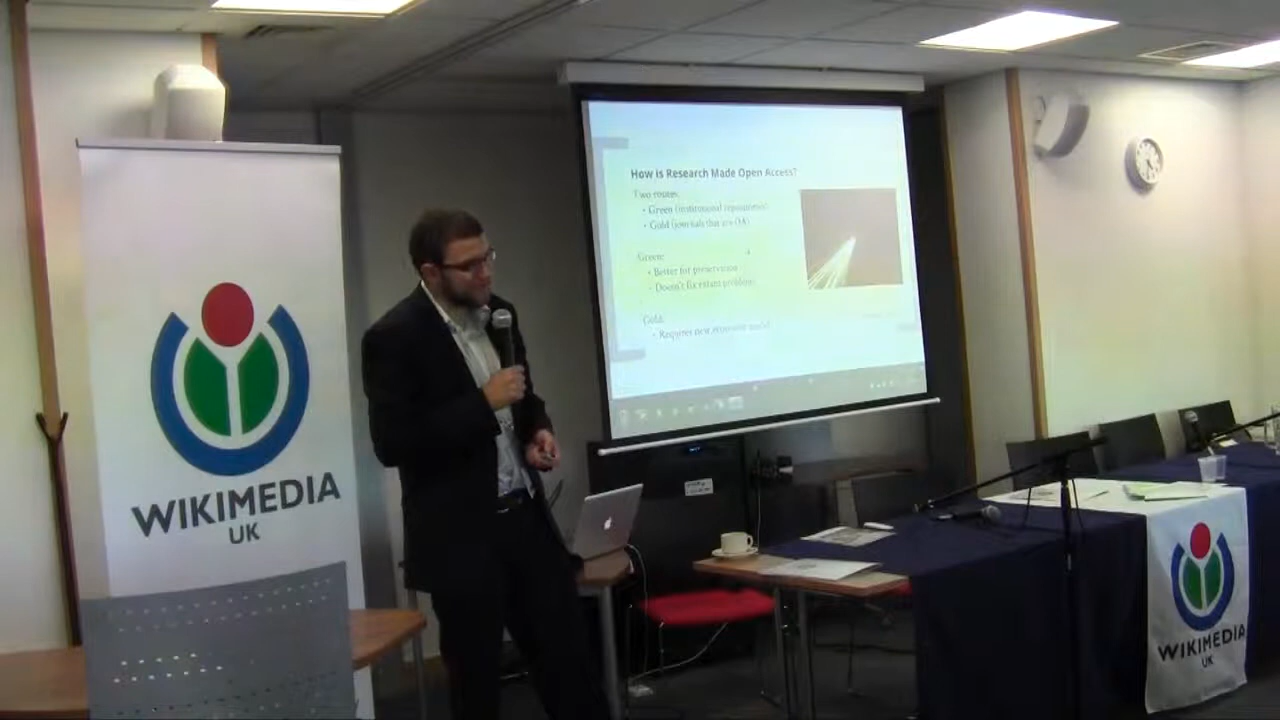 WIKIMEDIA
UK
How is Research Made Open Access?
Two routes:
• Green (institutional repositories)
• Gold (journals that are OA)
Green:
• Better for preservation
• Doesn't fix extant problems
Gold:
• Requires new economic model
WIKIMEDIA
UK